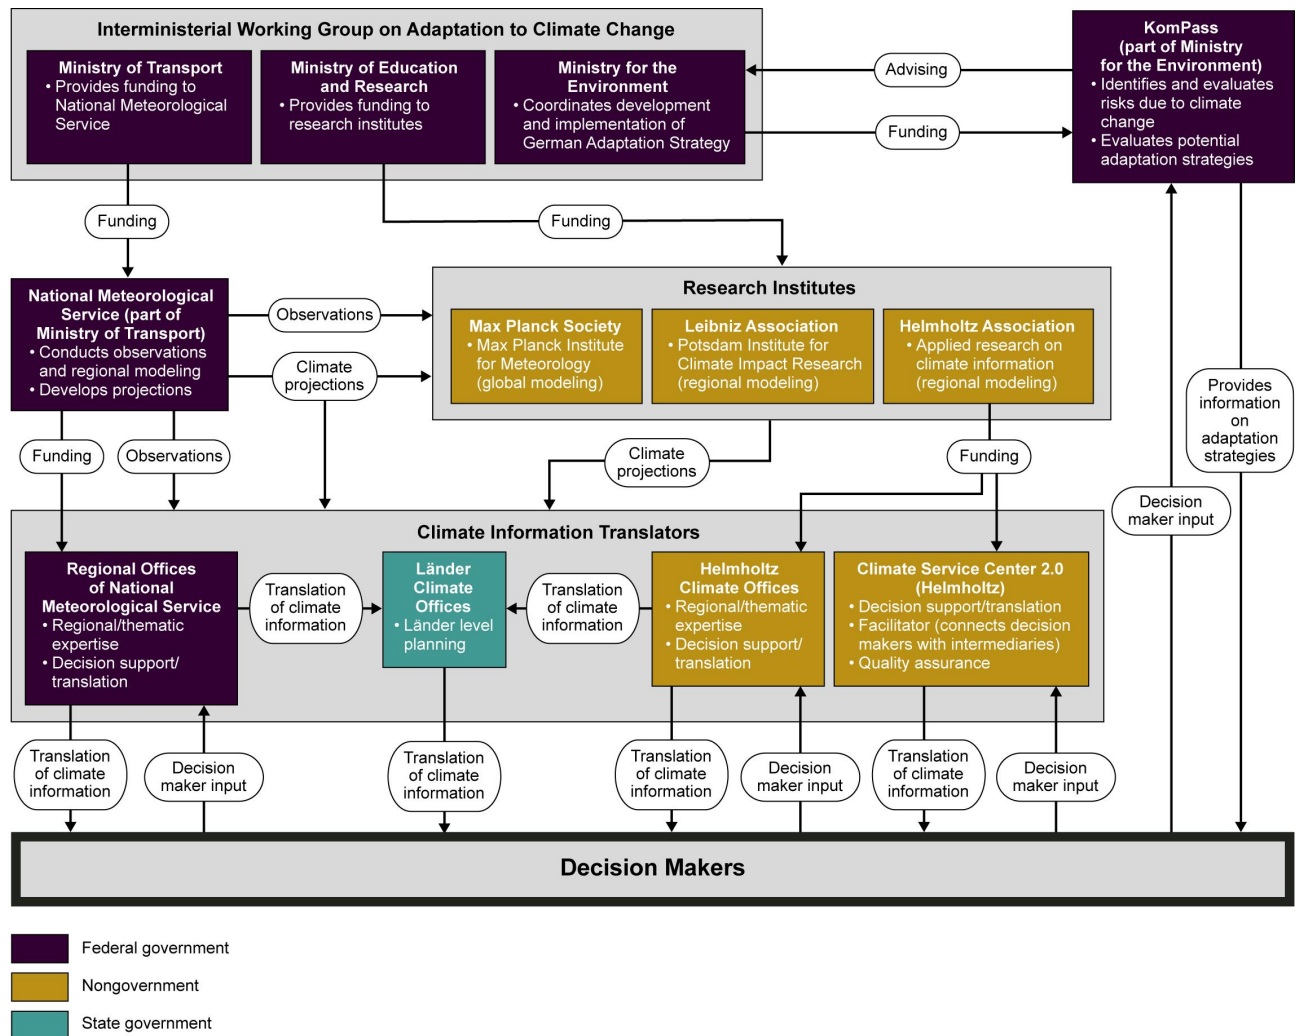 Interministerial Working Group on Adaptation to Climate Change
Ministry of Transport
• Provides funding to
National Meteorological
Service
Ministry of Education
and Research
• Provides funding to
research institutes
Ministry for the
Environment
• Coordinates development
and implementation of
German Adaptation Strategy
Advising
Funding
KomPass
(part of Ministry
for the Environment)
• Identifies and evaluates
risks due to climate
change
• Evaluates potential
adaptation strategies
Funding
Funding
National Meteorological
Service (part of
Ministry of Transport)
• Conducts observations
and regional modeling
• Develops projections
Observations
Climate
projections
Research Institutes
Max Planck Society
• Max Planck Institute
for Meteorology
(global modeling)
Leibniz Association
• Potsdam Institute for
Climate Impact Research
(regional modeling)
Helmholtz Association
• Applied research on
climate information
(regional modeling)
Provides
information
on
adaptation
strategies
Funding
Observations
Climate
projections
Funding
Decision
maker input
Climate Information Translators
Regional Offices
of National
Meteorological Service
• Regional/thematic
expertise
• Decision support/
translation
Translation
of climate
information
Länder
Climate
Offices
• Länder level
planning
Translation
of climate
information
Helmholtz
Climate Offices
• Regional/thematic
expertise
• Decision support/
translation
Climate Service Center 2.0
(Helmholtz)
• Decision support/translation
• Facilitator (connects decision
makers with intermediaries)
• Quality assurance
Translation
of climate
information
Decision
maker input
Translation
of climate
information
Translation
of climate
information
Decision
maker input
Translation
of climate
information
Decision
maker input
Decision Makers
Federal government
Nongovernment
State government